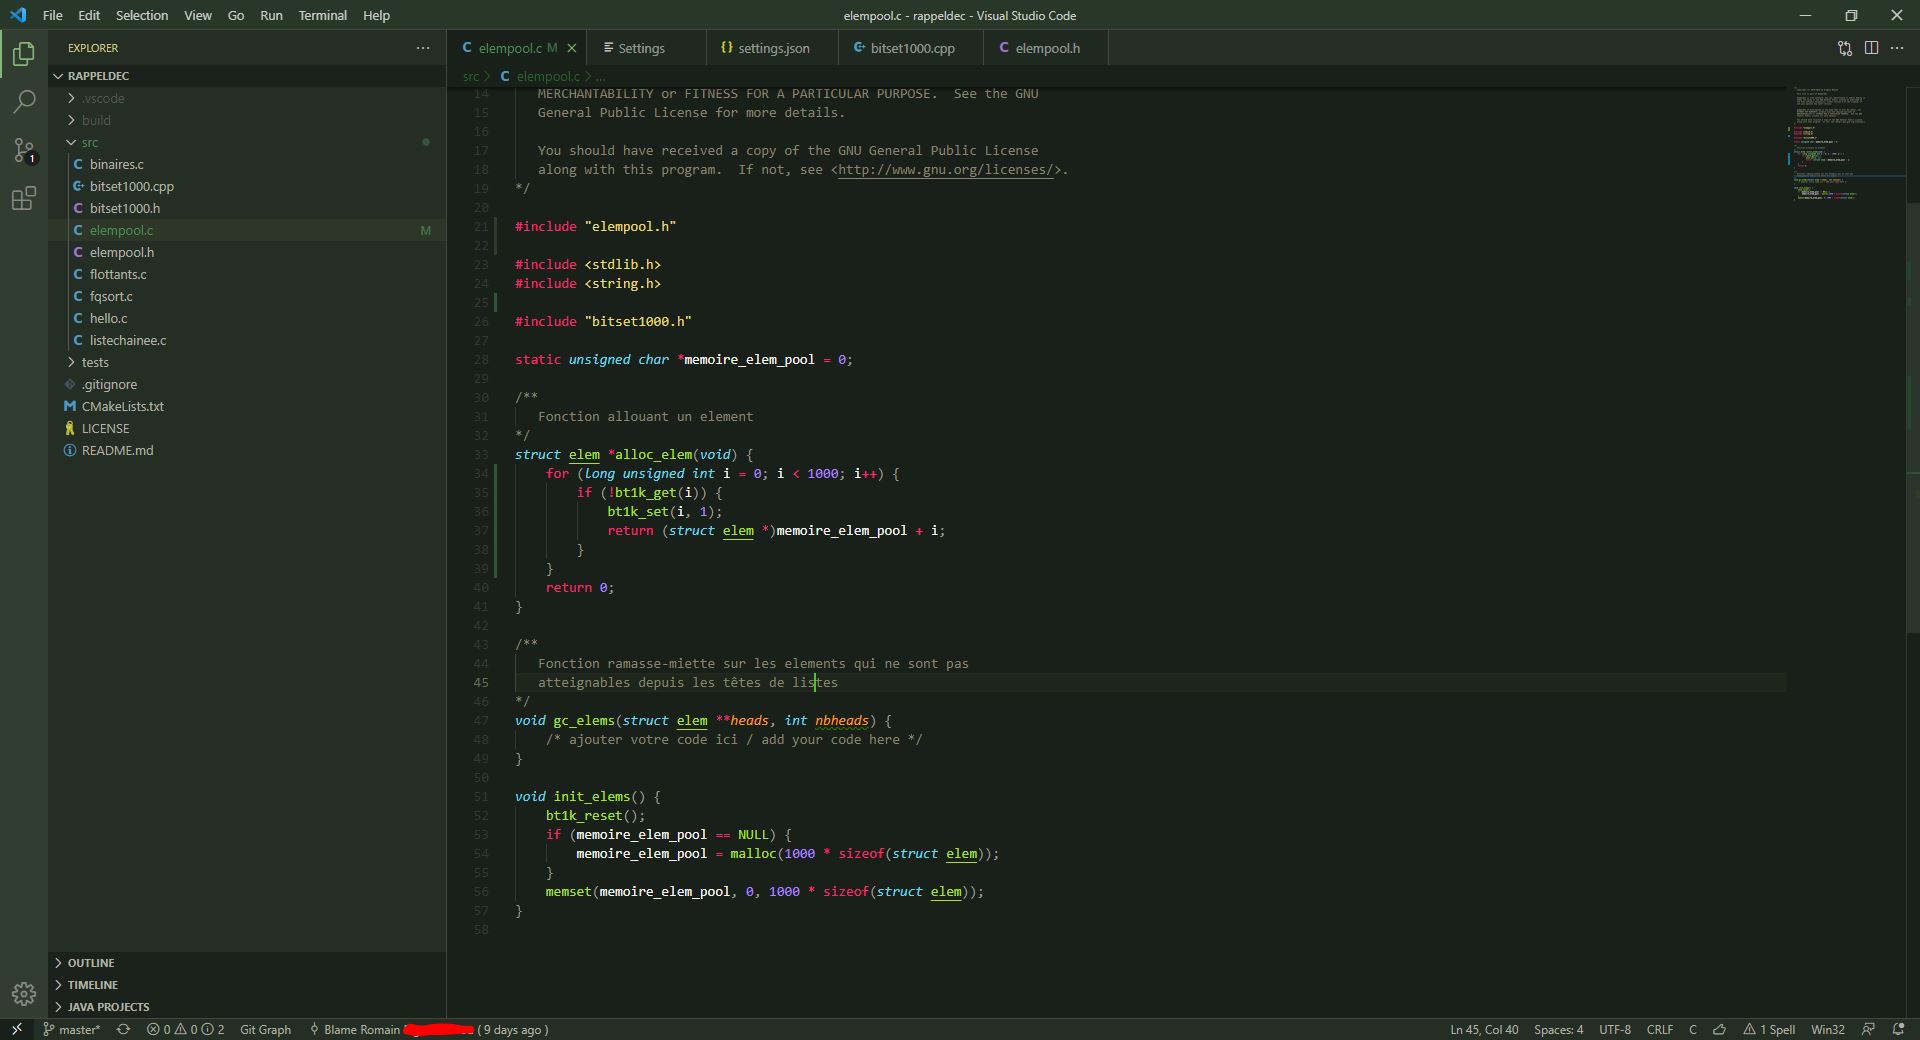 File Edit Selection View Go Run Terminal Help
elempool.c - rappeldec - Visual Studio Code
EXPLORER
RAPPELDEC
.vscode
build
src
binaires.c
bitset1000.cpp
bitset1000.h
elempool.c M
elempool.h
flottants.c
fqsort.c
hello.c
listechainee.c
tests
.gitignore
CMakeLists.txt
LICENSE
README.md
OUTLINE
TIMELINE
JAVA PROJECTS
1
elempool.c M
Settings
settings.json
bitset1000.cpp
elempool.h
src > C elempool.c > ...
14 MERCHANTABILITY or FITNESS FOR A PARTICULAR PURPOSE.  See the GNU
15 General Public License for more details.
16
17 You should have received a copy of the GNU General Public License
18 along with this program.  If not, see <http://www.gnu.org/licenses/>.
19 */
20
21 #include "elempool.h"
22
23 #include <stdlib.h>
24 #include <string.h>
25
26 #include "bitset1000.h"
27
28 static unsigned char *memoire_elem_pool = 0;
29
30 /**
31 Fonction allouant un element
32 */
33 struct elem *alloc_elem(void) {
34 for (long unsigned int i = 0; i < 1000; i++) {
35 if (!bt1k_get(i)) {
36 bt1k_set(i, 1);
37 return (struct elem *)memoire_elem_pool + i;
38 }
39 }
40 return 0;
41 }
42
43 /**
44 Fonction ramasse-miette sur les elements qui ne sont pas
45 atteignables depuis les têtes de listes
46 */
47 void gc_elems(struct elem **heads, int nbheads) {
48 /* ajouter votre code ici / add your code here */
49 }
50
51 void init_elems() {
52 bt1k_reset();
53 if (memoire_elem_pool == NULL) {
54 memoire_elem_pool = malloc(1000 * sizeof(struct elem));
55 }
56 memset(memoire_elem_pool, 0, 1000 * sizeof(struct elem));
57 }
58
master* 0 0 2 Git Graph Blame Romain ( 9 days ago )
Ln 45, Col 40 Spaces: 4 UTF-8 CRLF C 1 Spell Win32